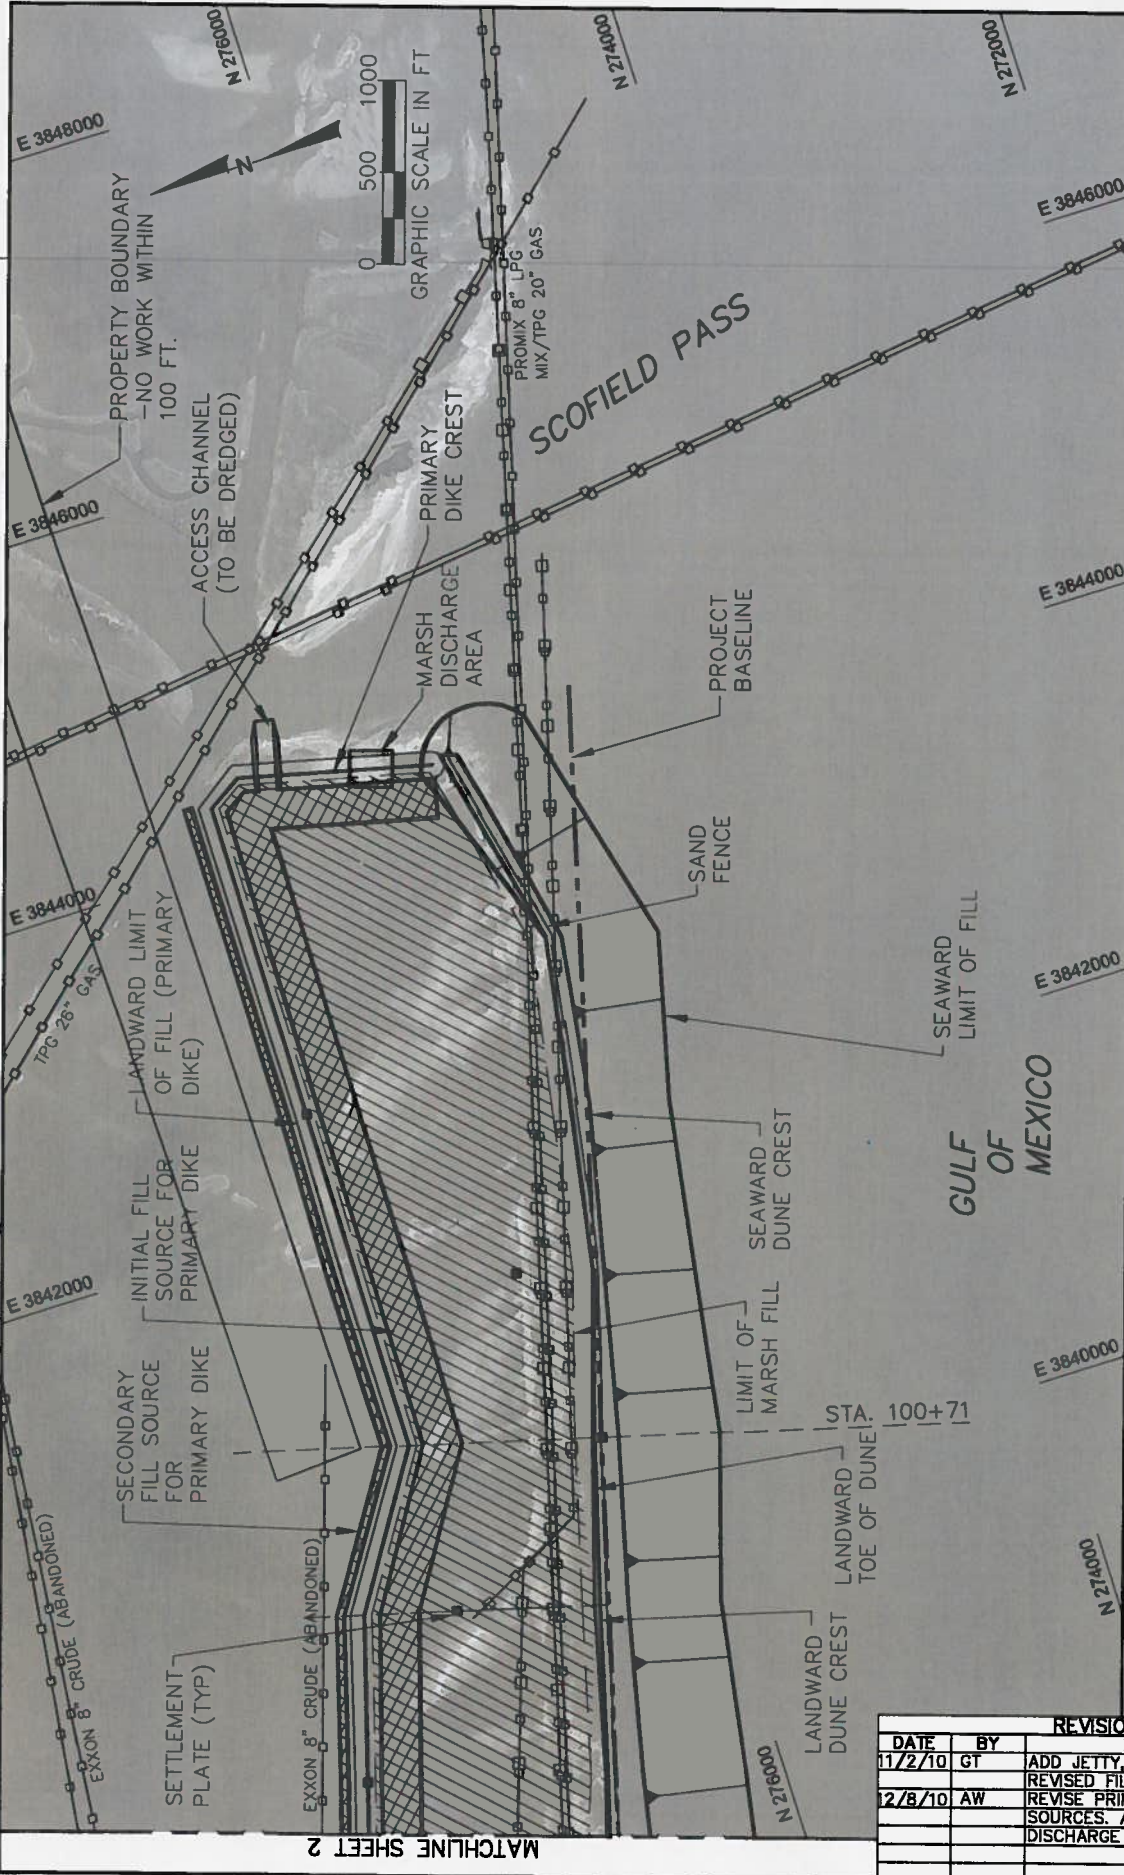 E 3848000
N 276000
N 274000
N 272000
PROPERTY BOUNDARY
-NO WORK WITHIN
100 FT.
N
0 500 1000
GRAPHIC SCALE IN FT
E 3846000
E 3846000
ACCESS CHANNEL
(TO BE DREDGED)
PRIMARY
DIKE CREST
PROMIX 8" LPG
MIX/TPG 20" GAS
SCOFIELD PASS
MARSH
DISCHARGE
AREA
E 3844000
PROJECT
BASELINE
E 3844000
TPG 26" GAS
LANDWARD LIMIT
OF FILL (PRIMARY
DIKE)
SAND
FENCE
SEAWARD
LIMIT OF FILL
E 3842000
E 3842000
INITIAL FILL
SOURCE FOR
PRIMARY DIKE
SEAWARD
DUNE CREST
GULF
OF
MEXICO
SECONDARY
FILL SOURCE
FOR
PRIMARY DIKE
LIMIT OF
MARSH FILL
E 3840000
STA. 100+71
EXXON 8" CRUDE (ABANDONED)
EXXON 8" CRUDE (ABANDONED)
SETTLEMENT
PLATE (TYP)
LANDWARD
TOE OF DUNE
LANDWARD
DUNE CREST
N 276000
N 274000
MATCHLINE SHEET 2
DATE BY
11/2/10 GT ADD JETTY,
12/8/10 AW
SOURCES.
DISCHARGE